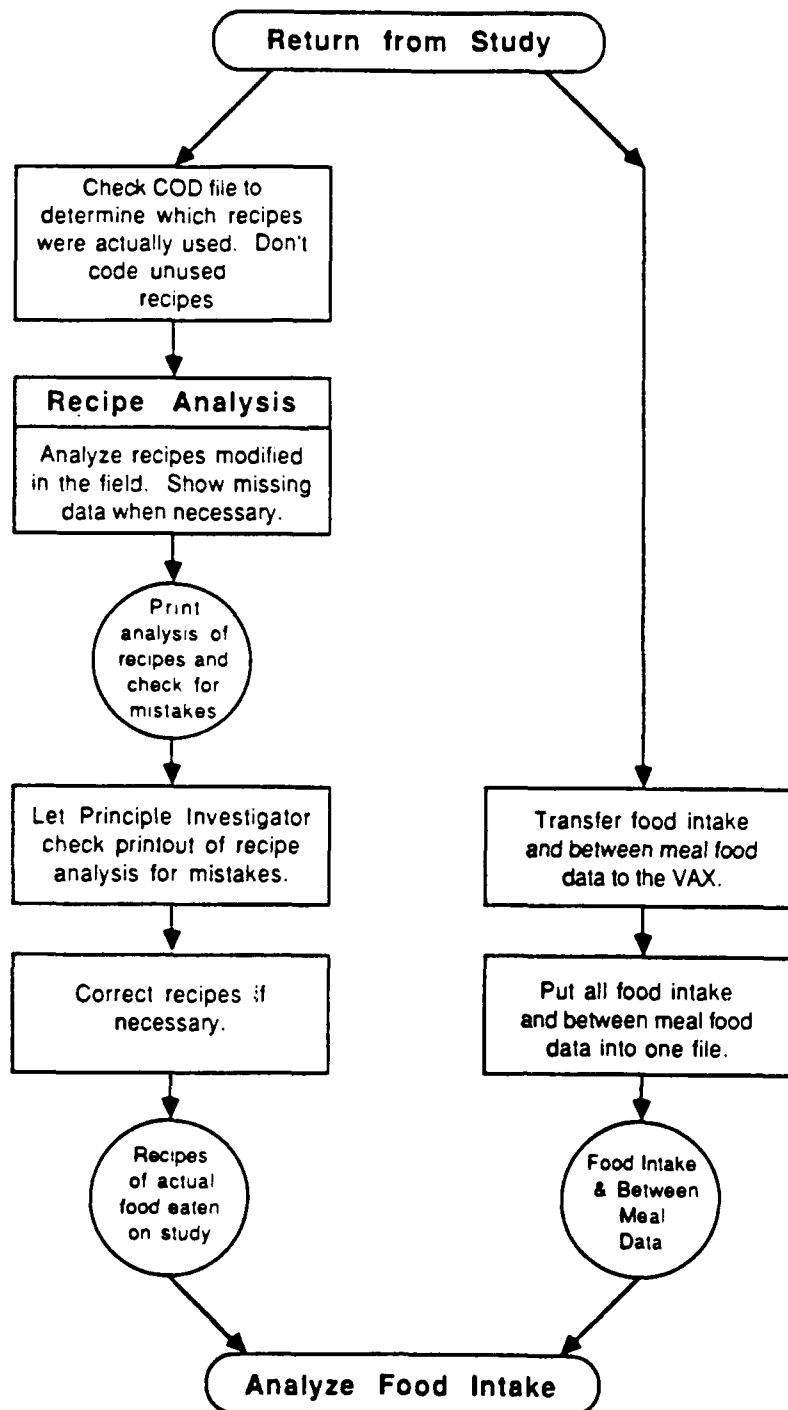 Return from Study
Check COD file to
determine which recipes
were actually used. Don't
code unused
recipes
Recipe Analysis
Analyze recipes modified
in the field. Show missing
data when necessary.
Print
analysis of
recipes and
check for
mistakes
Let Principle Investigator
check printout of recipe
analysis for mistakes.
Correct recipes if
necessary.
Recipes
of actual
food eaten
on study
Transfer food intake
and between meal food
data to the VAX.
Put all food intake
and between meal food
data into one file.
Food Intake
& Between
Meal
Data
Analyze Food Intake